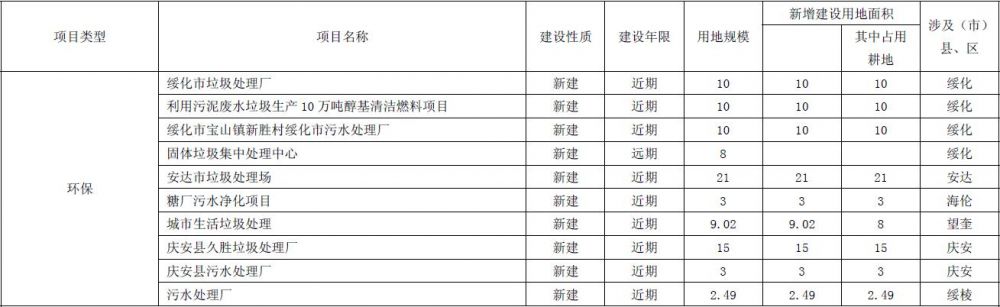 项目类型 项目名称 建设性质 建设年限 用地规模 新增建设用地面积 涉及（市）县、区
其中占用耕地
环保
绥化市垃圾处理厂 新建 近期 10 10 10 绥化
利用污泥废水垃圾生产10万吨醇基清洁燃料项目 新建 近期 10 10 10 绥化
绥化市宝山镇新胜村绥化市污水处理厂 新建 近期 10 10 10 绥化
固体垃圾集中处理中心 新建 远期 8 绥化
安达市垃圾处理场 新建 近期 21 21 21 安达
糖厂污水净化项目 新建 近期 3 3 3 海伦
城市生活垃圾处理 新建 近期 9.02 9.02 8 望奎
庆安县久胜垃圾处理厂 新建 近期 15 15 15 庆安
庆安县污水处理厂 新建 近期 3 3 3 庆安
污水处理厂 新建 近期 2.49 2.49 2.49 绥棱